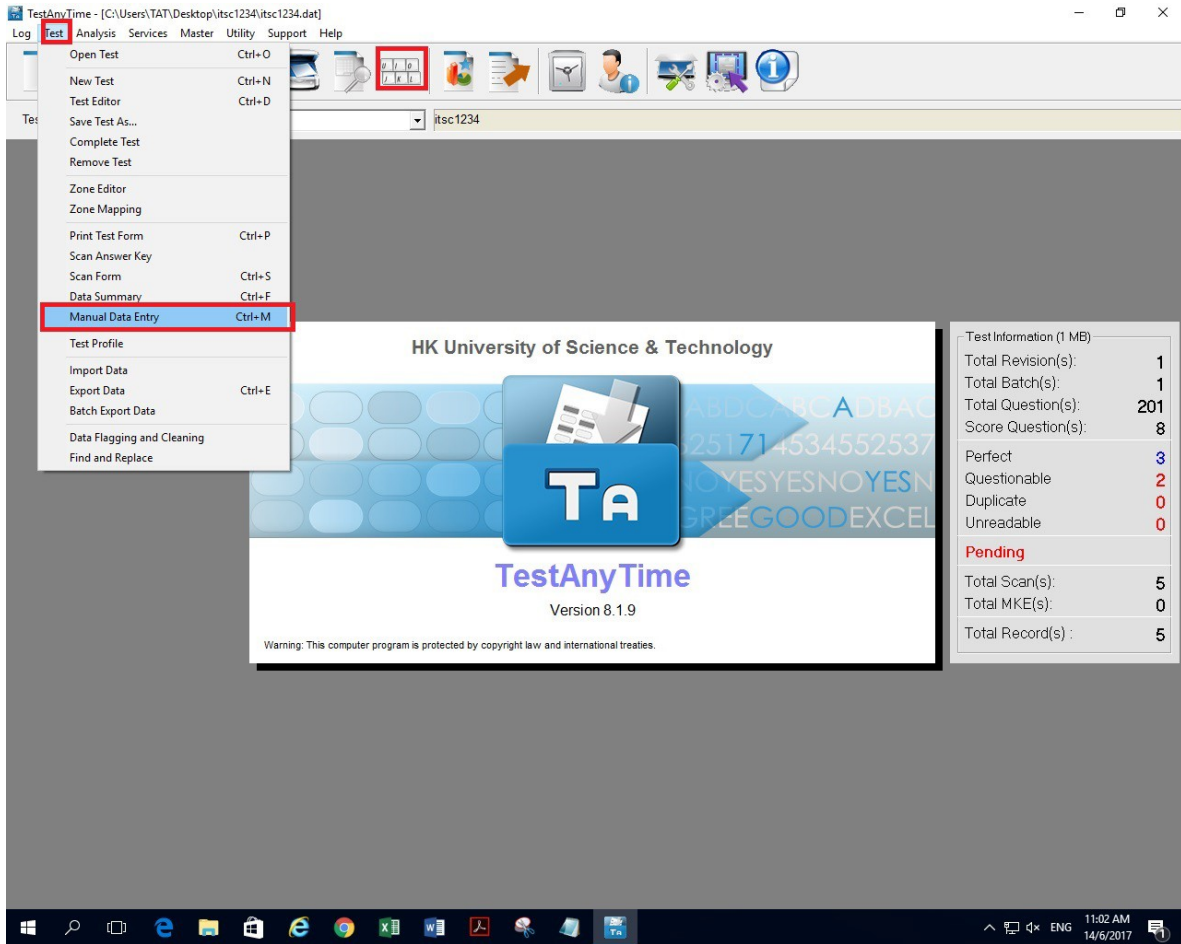 TestAnyTime - [C:\Users\TAT\Desktop\itsc1234\itsc1234.dat]
Log Test Analysis Services Master Utility Support Help
Open Test Ctrl+O
New Test Ctrl+N
Test Editor Ctrl+D
Save Test As...
Complete Test
Remove Test
Zone Editor
Zone Mapping
Print Test Form Ctrl+P
Scan Answer Key
Scan Form Ctrl+S
Data Summary Ctrl+F
Manual Data Entry Ctrl+M
Test Profile
Import Data
Export Data Ctrl+E
Batch Export Data
Data Flagging and Cleaning
Find and Replace
U I O
J K L
itsc1234
HK University of Science & Technology
TA
TestAnyTime
Version 8.1.9
Warning: This computer program is protected by copyright law and international treaties.
Test Information (1 MB)
Total Revision(s): 1
Total Batch(s): 1
Total Question(s): 201
Score Question(s): 8
Perfect 3
Questionable 2
Duplicate 0
Unreadable 0
Pending
Total Scan(s): 5
Total MKE(s): 0
Total Record(s) : 5
ENG
11:02 AM
14/6/2017